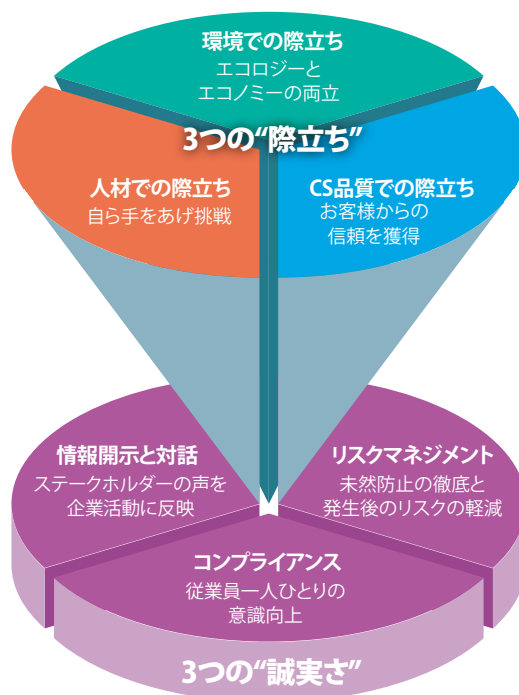 環境での際立ち
エコロジーと
エコノミーの両立
3つの“際立ち”
人材での際立ち
自ら手をあげ挑戦
CS品質での際立ち
お客様からの
信頼を獲得
情報開示と対話
ステークホルダーの声を
企業活動に反映
リスクマネジメント
未然防止の徹底と
発生後のリスクの軽減
コンプライアンス
従業員一人ひとりの
意識向上
3つの“誠実さ”